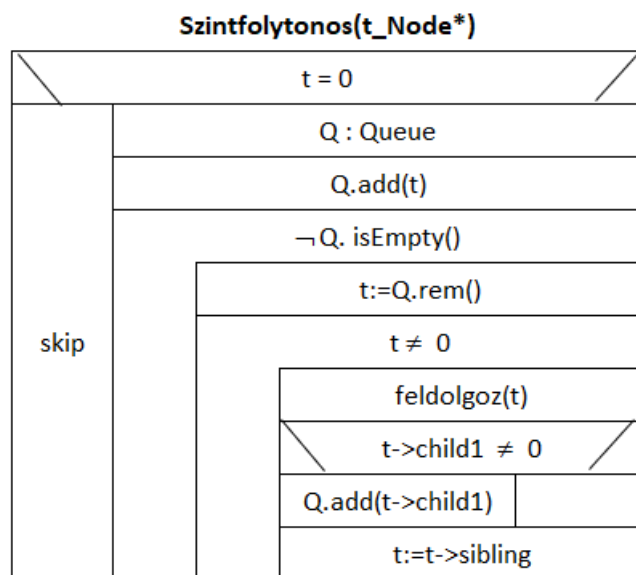 Szintfolytonos(t_Node*)
t = 0
Q : Queue
Q.add(t)
¬ Q. isEmpty()
t:=Q.rem()
skip
t ≠ 0
feldolgoz(t)
t->child1 ≠ 0
Q.add(t->child1)
t:=t->sibling